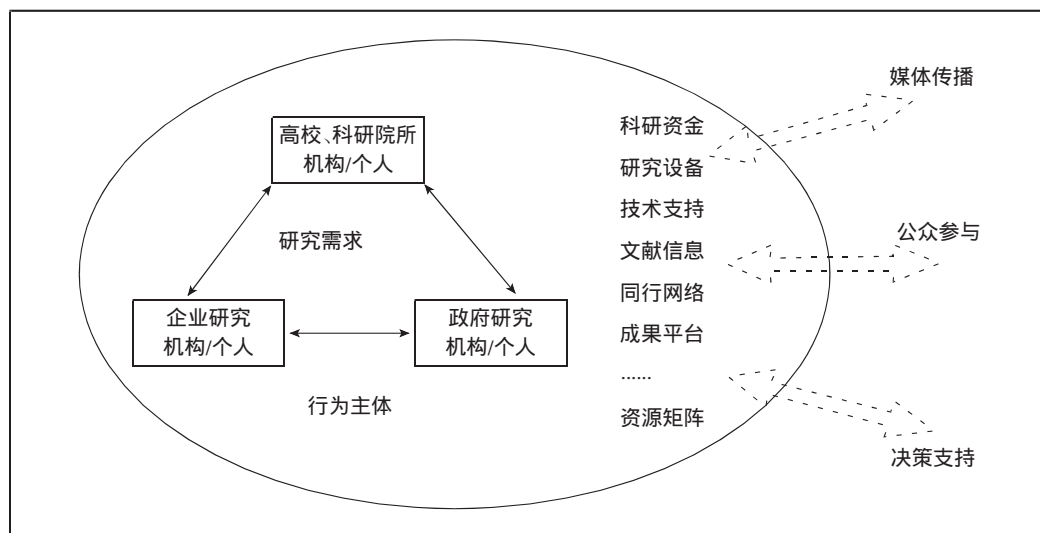 媒体传播
高校、科研院所
机构/个人
科研资金
研究设备
技术支持
研究需求
公众参与
文献信息
同行网络
企业研究
机构/个人
政府研究
机构/个人
成果平台
......
行为主体
资源矩阵
决策支持